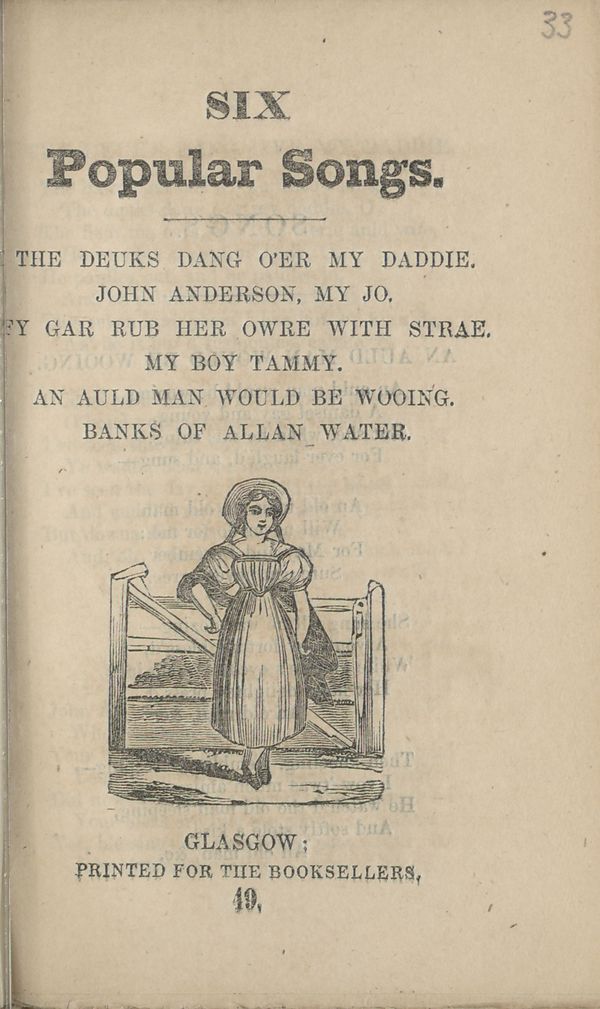 33
SIX
Popular Songs.
THE DEUKS DANG O'ER MY DADDIE.
JOHN ANDERSON, MY JO.
FY GAR RUB HER OWRE WITH STRAE.
MY BOY TAMMY.
AN AULD MAN WOULD BE WOOING.
BANKS OF ALLAN WATER.
GLASGOW;
PRINTED FOR THE BOOKSELLERS,
49,